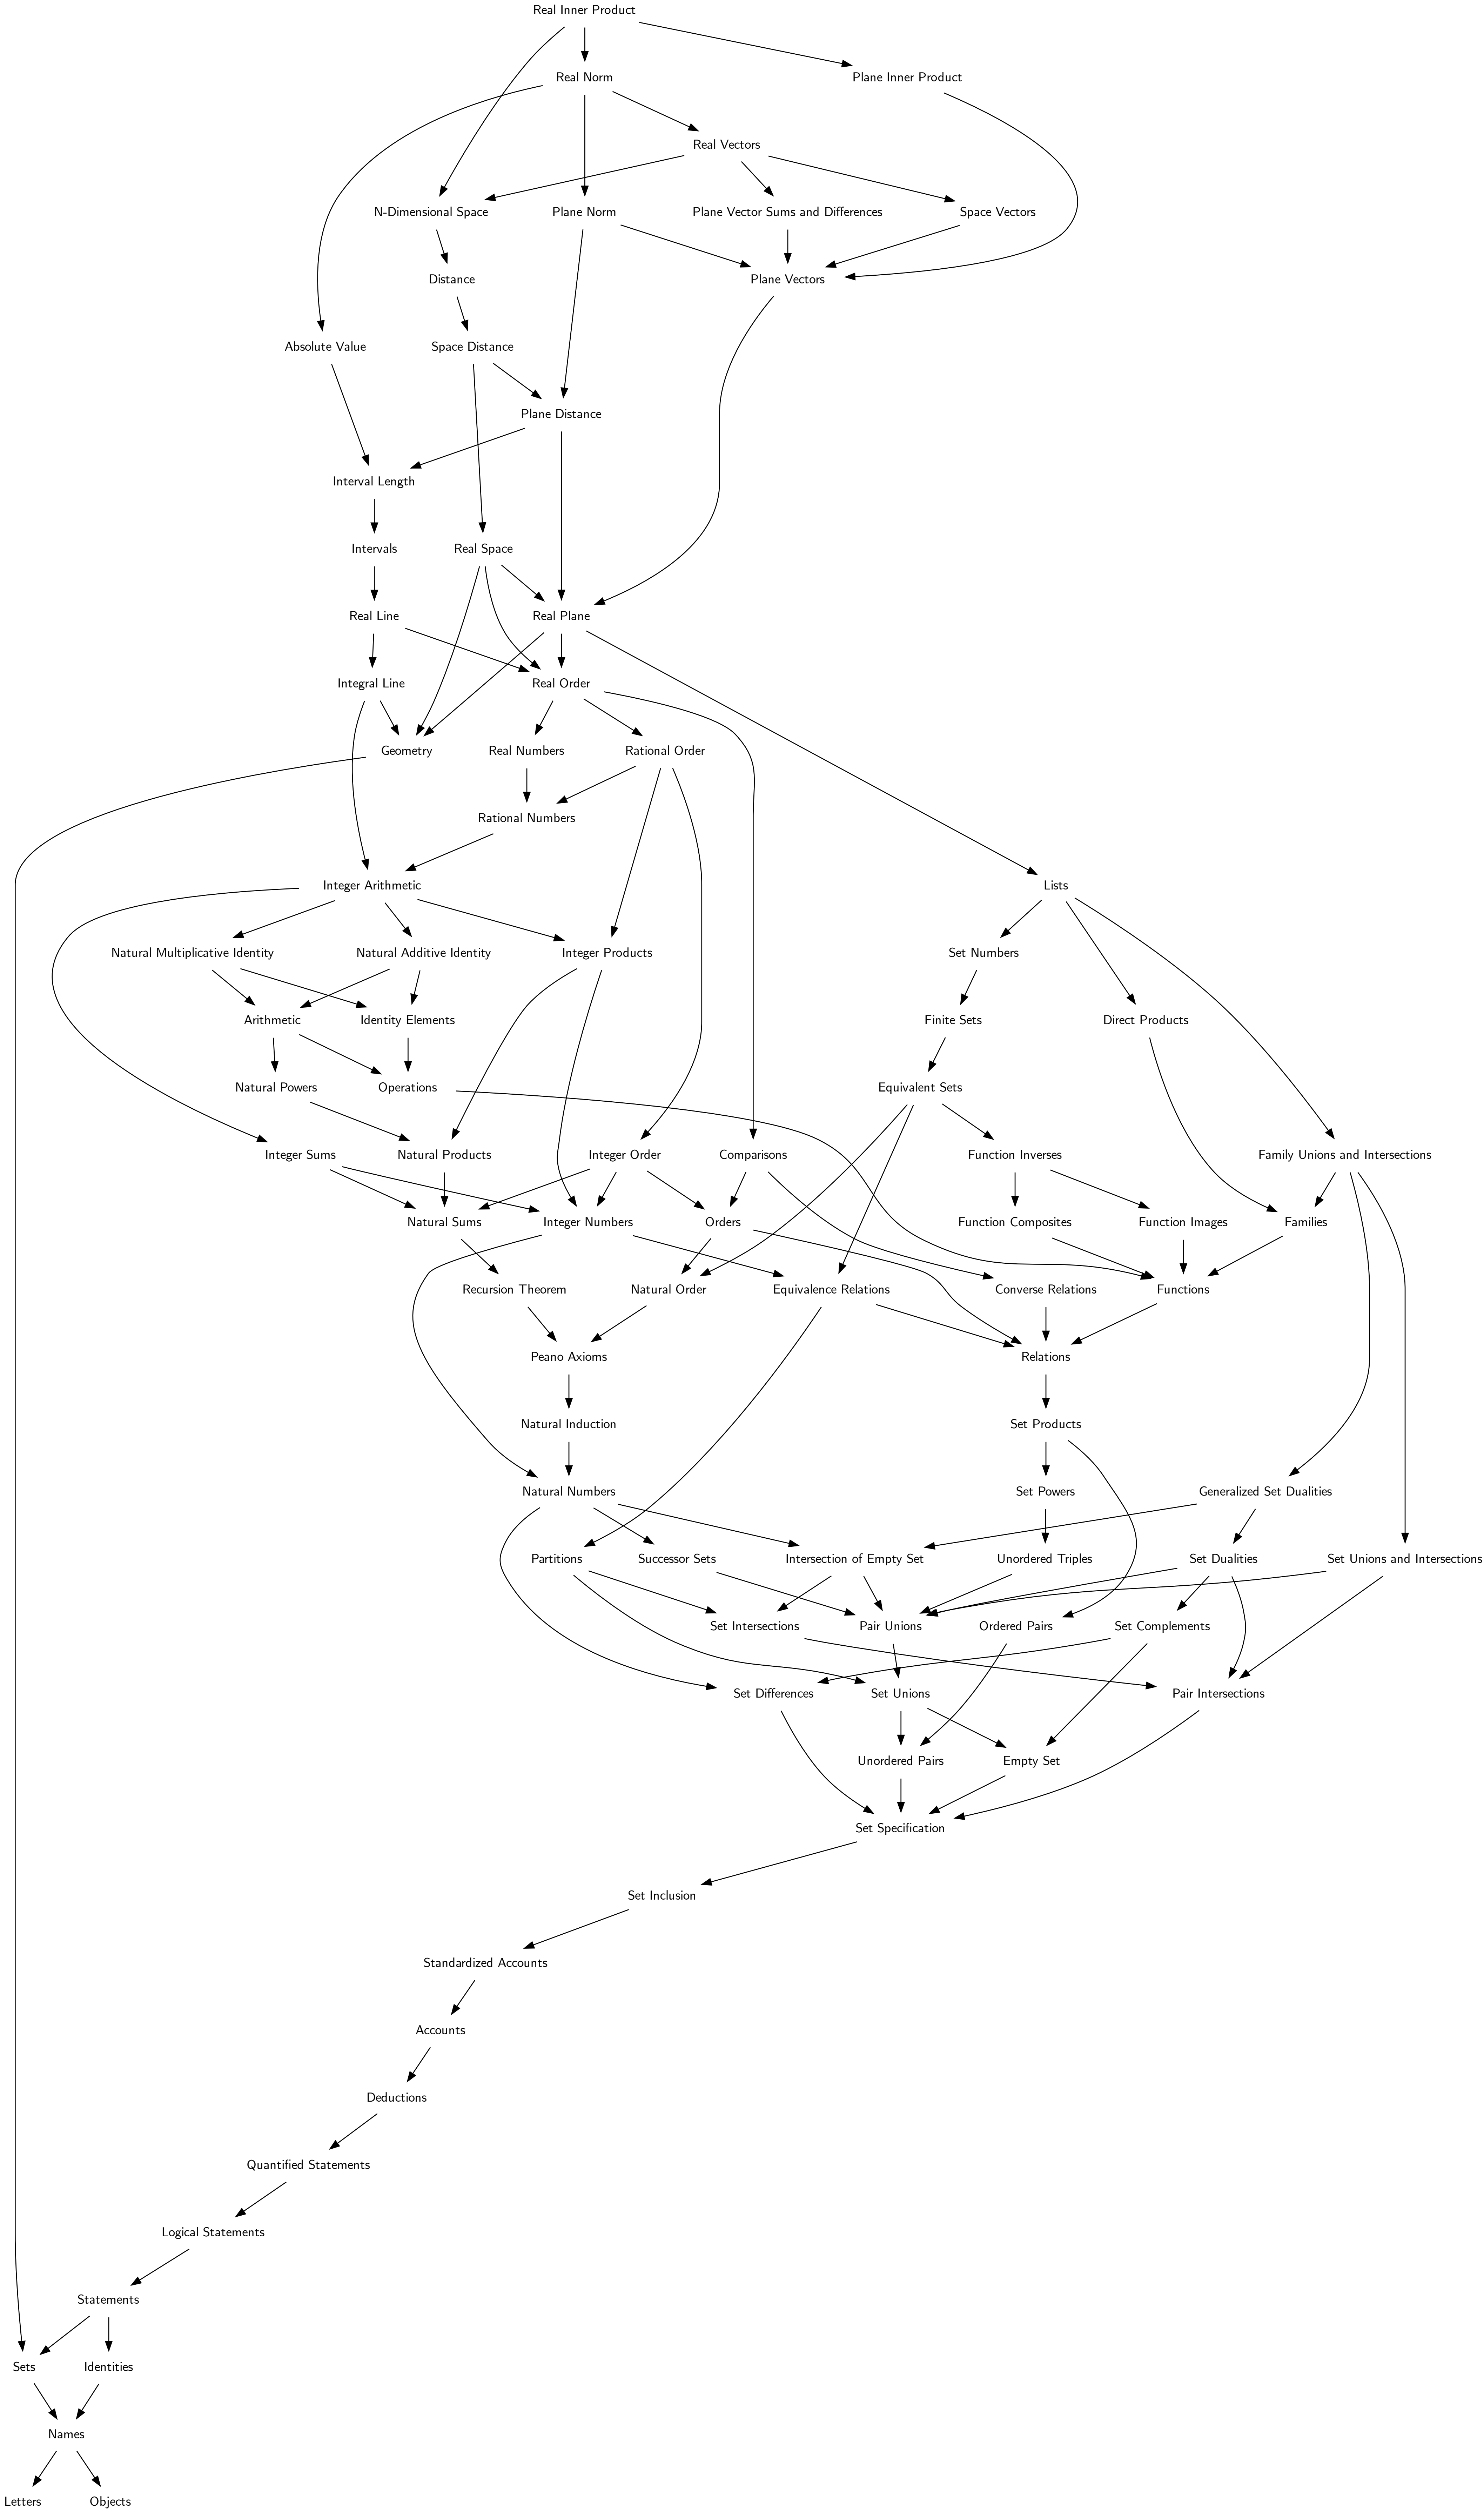 Real Inner Product
Real Norm
Plane Inner Product
Real Vectors
N-Dimensional Space
Plane Norm
Plane Vector Sums and Differences
Space Vectors
Distance
Plane Vectors
Absolute Value
Space Distance
Plane Distance
Interval Length
Intervals
Real Space
Real Line
Real Plane
Integral Line
Real Order
Geometry
Real Numbers
Rational Order
Rational Numbers
Integer Arithmetic
Lists
Natural Multiplicative Identity
Natural Additive Identity
Integer Products
Set Numbers
Arithmetic
Identity Elements
Finite Sets
Direct Products
Natural Powers
Operations
Equivalent Sets
Integer Sums
Natural Products
Integer Order
Comparisons
Function Inverses
Family Unions and Intersections
Natural Sums
Integer Numbers
Orders
Function Composites
Function Images
Families
Recursion Theorem
Natural Order
Equivalence Relations
Converse Relations
Functions
Peano Axioms
Relations
Natural Induction
Set Products
Natural Numbers
Set Powers
Generalized Set Dualities
Partitions
Successor Sets
Intersection of Empty Set
Unordered Triples
Set Dualities
Set Unions and Intersections
Set Intersections
Pair Unions
Ordered Pairs
Set Complements
Set Differences
Set Unions
Pair Intersections
Unordered Pairs
Empty Set
Set Specification
Set Inclusion
Standardized Accounts
Accounts
Deductions
Quantified Statements
Logical Statements
Statements
Sets
Identities
Names
Letters
Objects